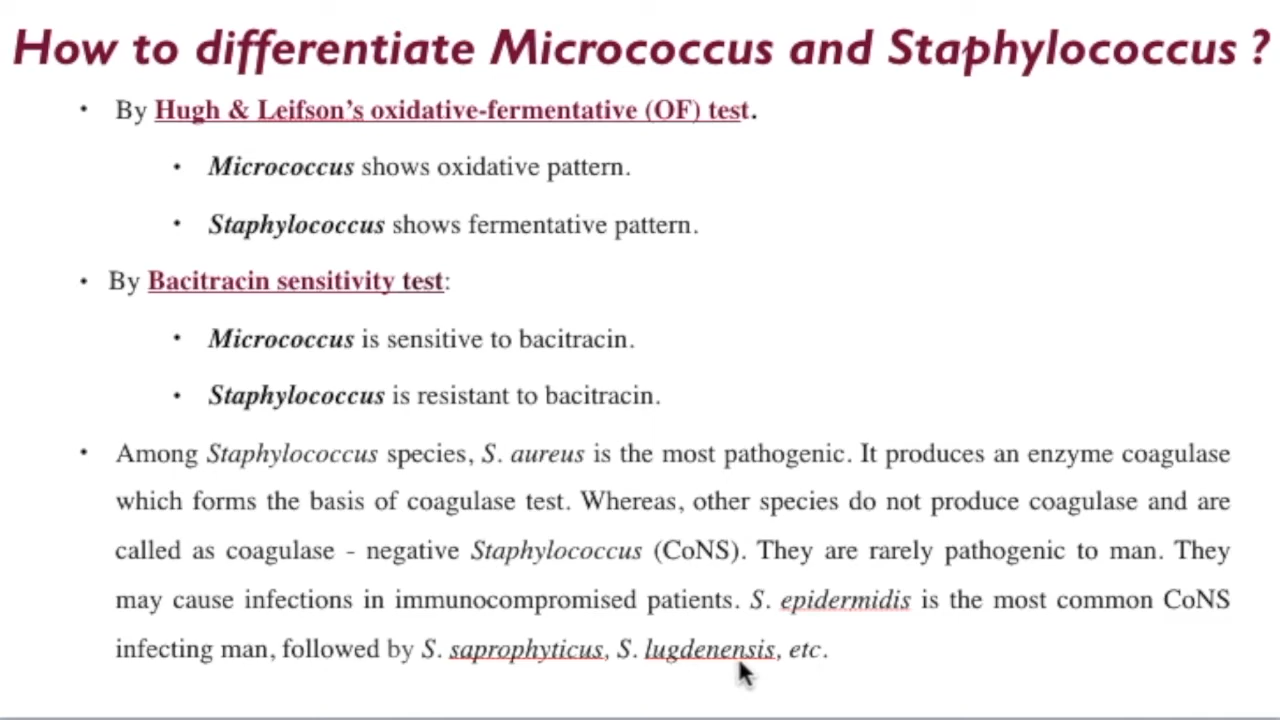 How to differentiate Micrococcus and Staphylococcus ?
• By Hugh & Leifson's oxidative-fermentative (OF) test.
• Micrococcus shows oxidative pattern.
• Staphylococcus shows fermentative pattern.
• By Bacitracin sensitivity test:
• Micrococcus is sensitive to bacitracin.
• Staphylococcus is resistant to bacitracin.
• Among Staphylococcus species, S. aureus is the most pathogenic. It produces an enzyme coagulase
which forms the basis of coagulase test. Whereas, other species do not produce coagulase and are
called as coagulase - negative Staphylococcus (CoNS). They are rarely pathogenic to man. They
may cause infections in immunocompromised patients. S. epidermidis is the most common CoNS
infecting man, followed by S. saprophyticus, S. lugdenensis, etc.